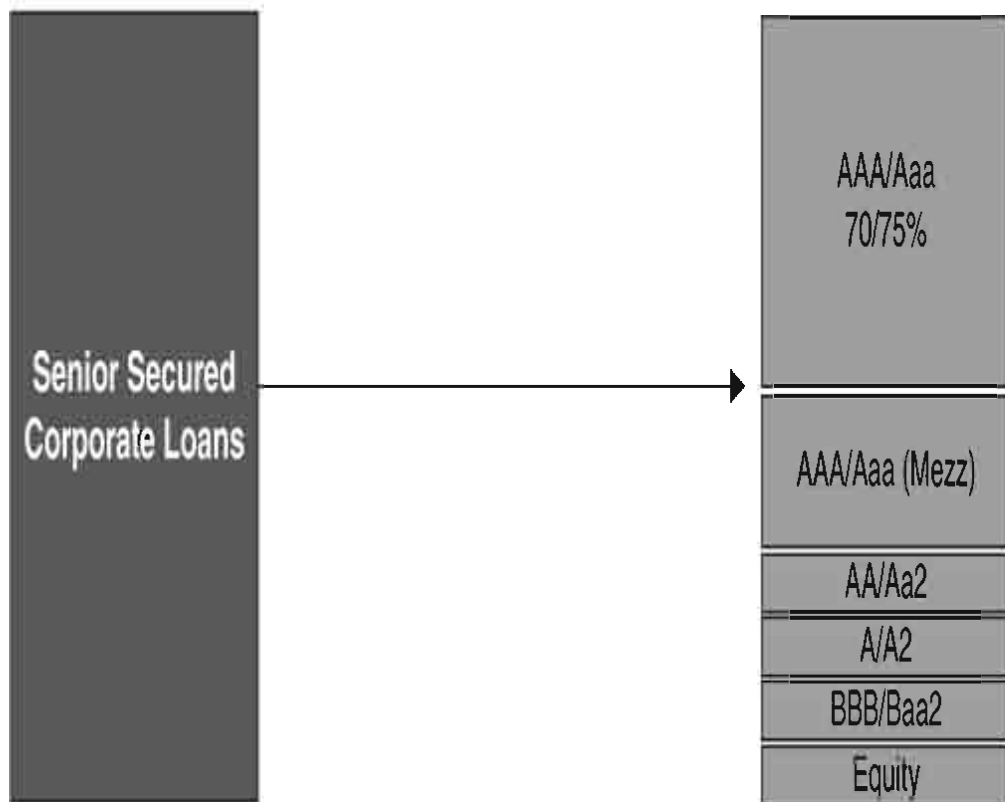 Senior Secured
Corporate Loans
AAA/Aaa
70/75%
AAA/Aaa (Mezz)
AA/Aa2
A/A2
BBB/Baa2
Equity